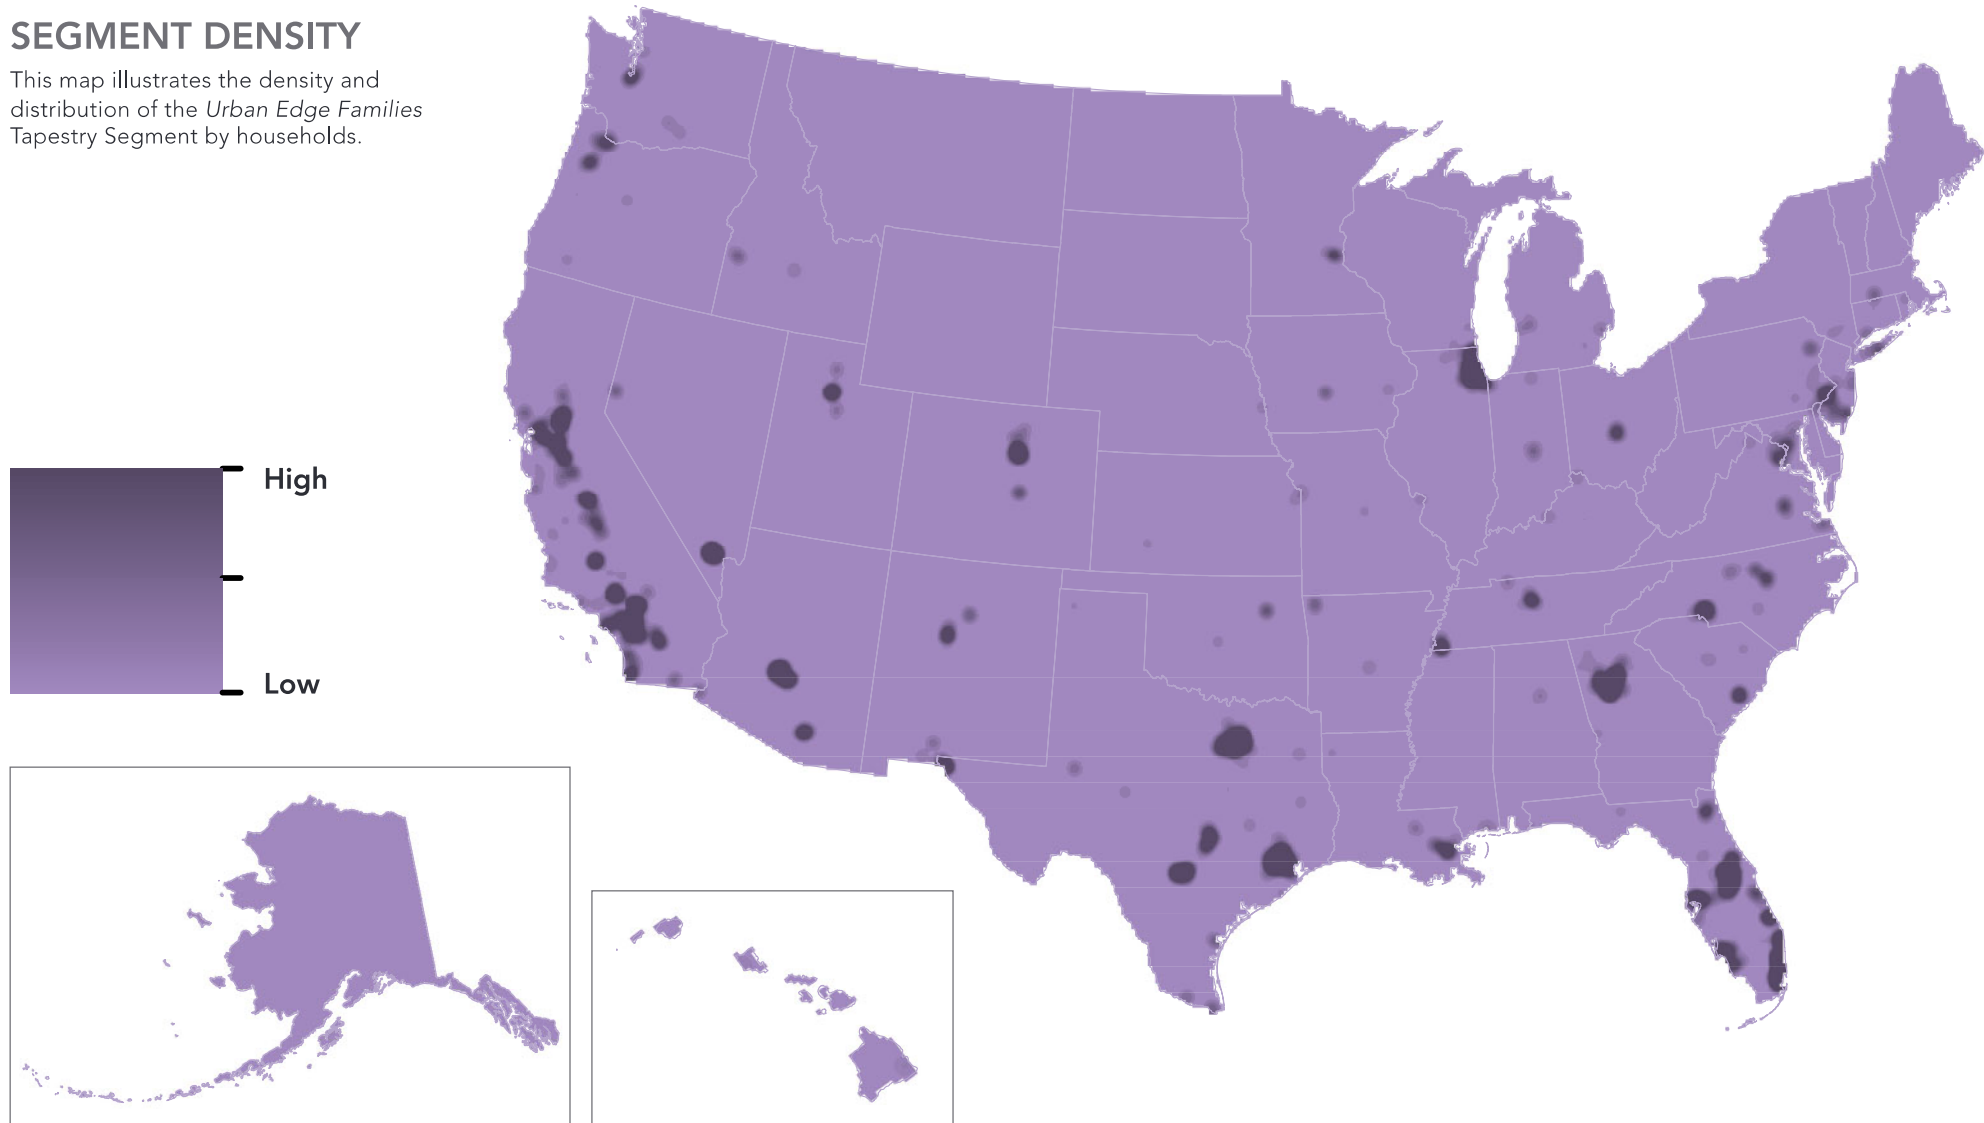 SEGMENT DENSITY
This map illustrates the density and
distribution of the Urban Edge Families
Tapestry Segment by households.
High
Low